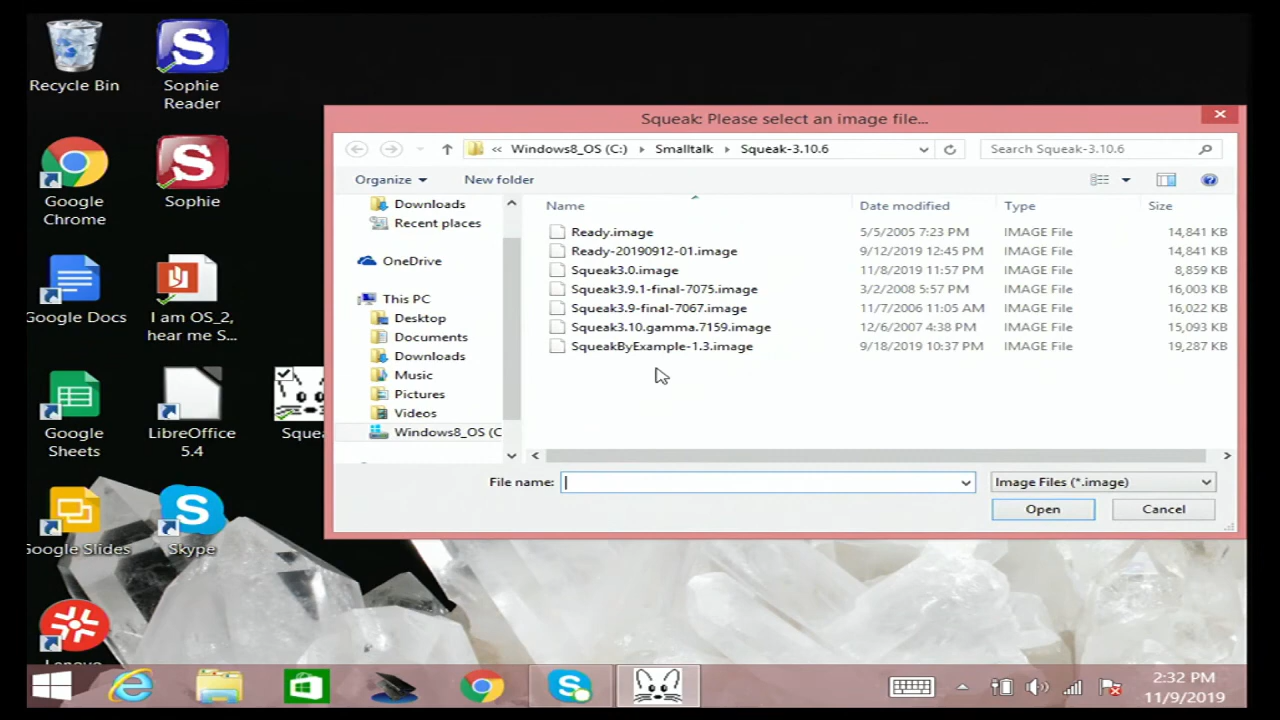 Recycle Bin
Sophie
Reader
Google
Chrome
Sophie
Google Docs
I am OS_2,
hear me S...
Google
Sheets
LibreOffice
5.4
Squea
Google Slides
Skype
Squeak: Please select an image file...
« Windows8_OS (C:) Smalltalk Squeak-3.10.6
Search Squeak-3.10.6
Organize
New folder
Downloads
Recent places
OneDrive
This PC
Desktop
Documents
Downloads
Music
Pictures
Videos
Windows8_OS (C
Name Date modified Type Size
Ready.image 5/5/2005 7:23 PM IMAGE File 14,841 KB
Ready-20190912-01.image 9/12/2019 12:45 PM IMAGE File 14,841 KB
Squeak3.0.image 11/8/2019 11:57 PM IMAGE File 8,859 KB
Squeak3.9.1-final-7075.image 3/2/2008 5:57 PM IMAGE File 16,003 KB
Squeak3.9-final-7067.image 11/7/2006 11:05 AM IMAGE File 16,022 KB
Squeak3.10.gamma.7159.image 12/6/2007 4:38 PM IMAGE File 15,093 KB
SqueakByExample-1.3.image 9/18/2019 10:37 PM IMAGE File 19,287 KB
File name:
Image Files (*.image)
Open
Cancel
2:32 PM
11/9/2019